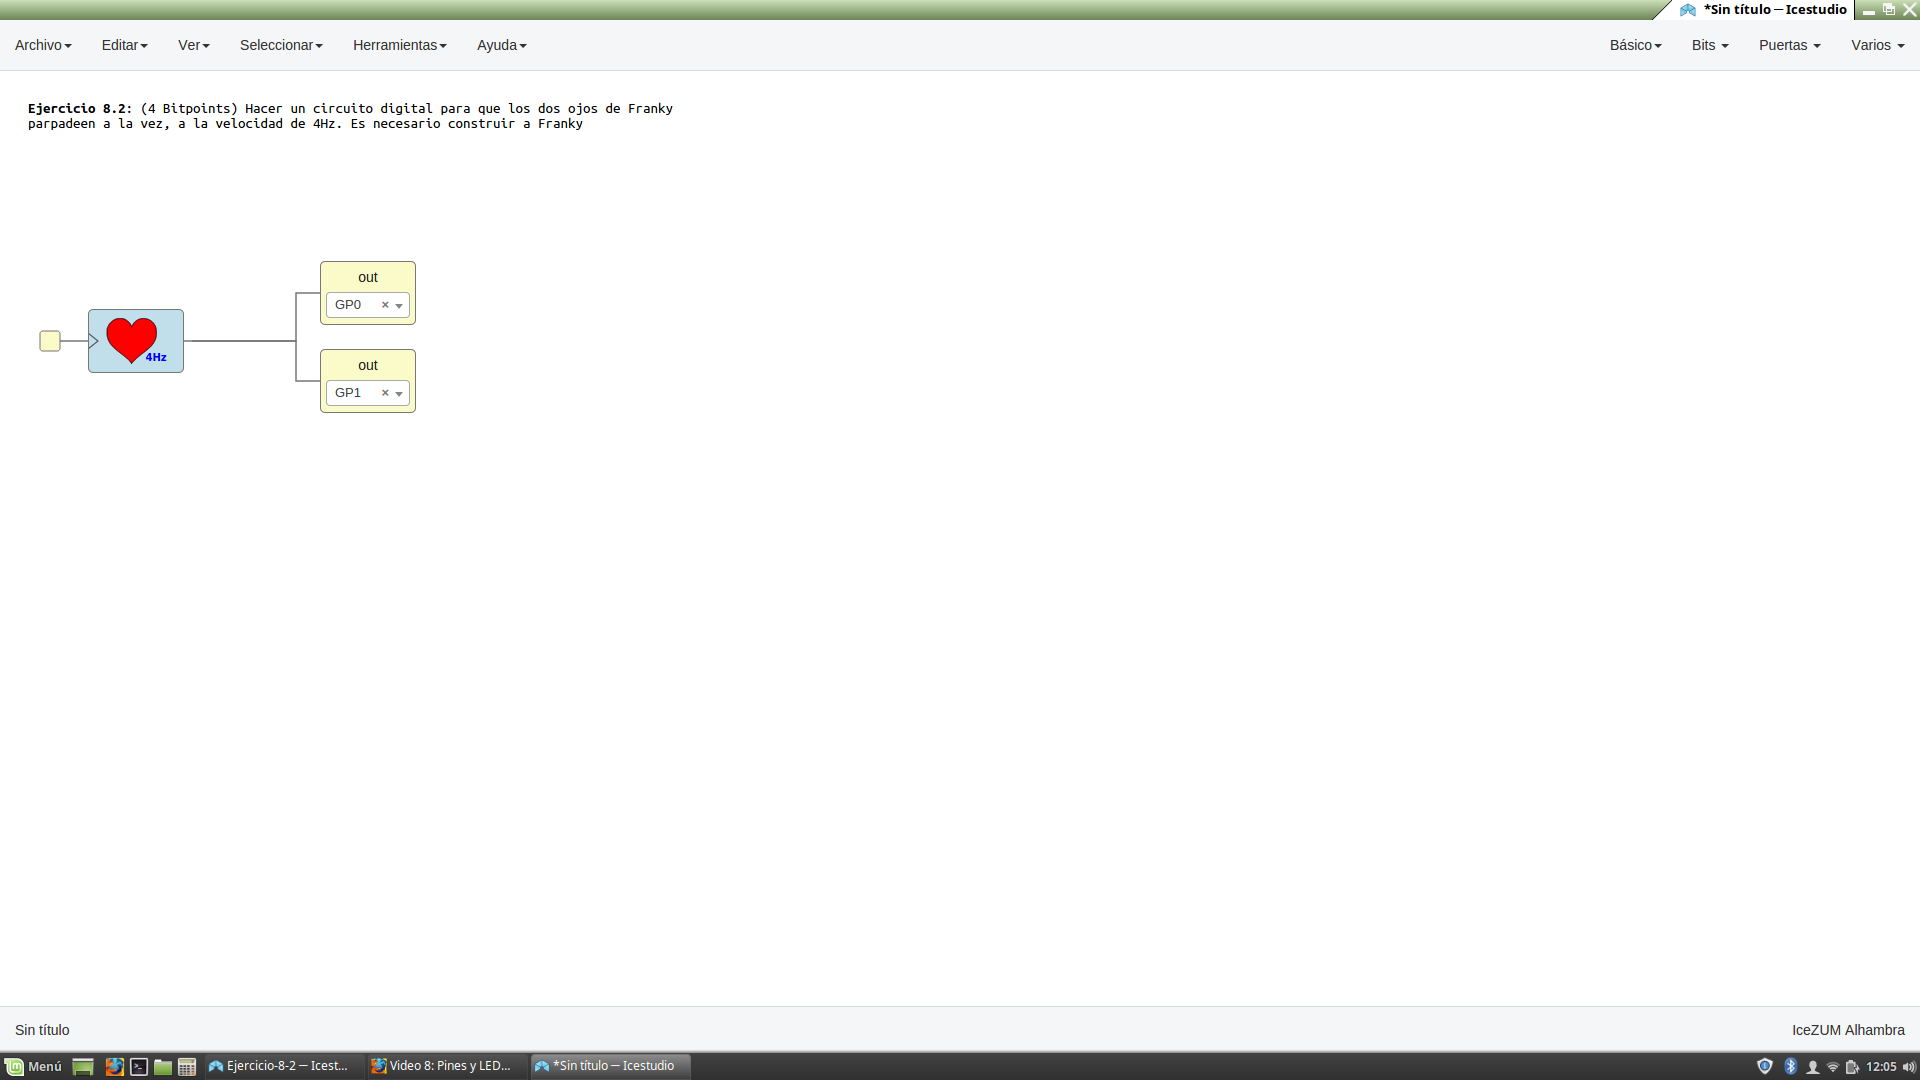 *Sin título — Icestudio
Archivo Editar Ver Seleccionar Herramientas Ayuda Básico Bits Puertas Varios
Ejercicio 8.2: (4 Bitpoints) Hacer un circuito digital para que los dos ojos de Franky
parpadeen a la vez, a la velocidad de 4Hz. Es necesario construir a Franky
out
GP0
4Hz
out
GP1
Sin título IceZUM Alhambra
Menú Ejercicio-8-2 — Icest... Video 8: Pines y LED... *Sin título — Icestudio 12:05